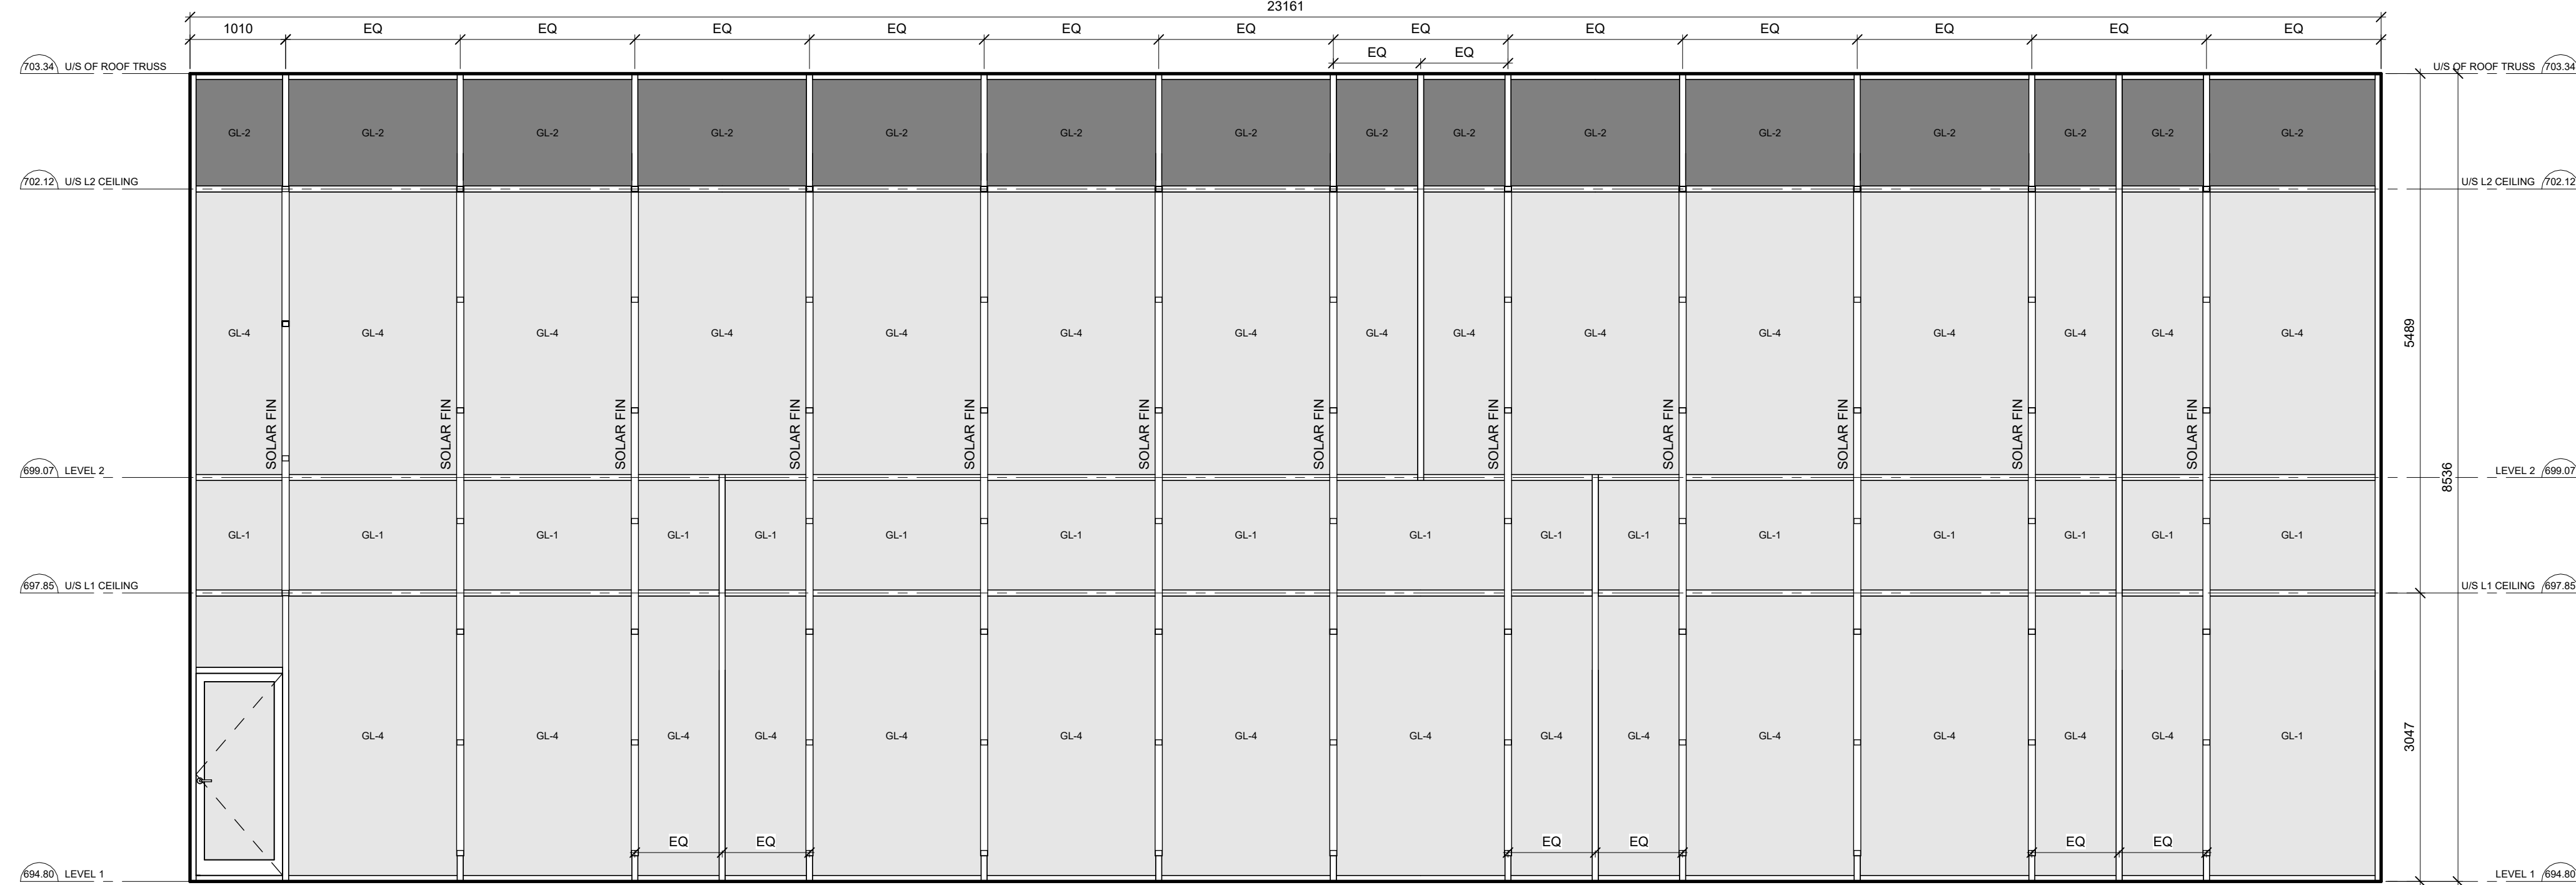 23161
1010 EQ EQ EQ EQ EQ EQ EQ EQ EQ EQ EQ EQ
EQ EQ
703.34 U/S OF ROOF TRUSS U/S OF ROOF TRUSS 703.34
GL-2 GL-2 GL-2 GL-2 GL-2 GL-2 GL-2 GL-2 GL-2 GL-2 GL-2 GL-2 GL-2 GL-2 GL-2
702.12 U/S L2 CEILING U/S L2 CEILING 702.12
GL-4 GL-4 GL-4 GL-4 GL-4 GL-4 GL-4 GL-4 GL-4 GL-4 GL-4 GL-4 GL-4 GL-4 GL-4
5489
SOLAR FIN SOLAR FIN SOLAR FIN SOLAR FIN SOLAR FIN SOLAR FIN SOLAR FIN SOLAR FIN SOLAR FIN SOLAR FIN SOLAR FIN SOLAR FIN
699.07 LEVEL 2 LEVEL 2 699.07
8536
GL-1 GL-1 GL-1 GL-1 GL-1 GL-1 GL-1 GL-1 GL-1 GL-1 GL-1 GL-1 GL-1 GL-1 GL-1 GL-1
697.85 U/S L1 CEILING U/S L1 CEILING 697.85
GL-4 GL-4 GL-4 GL-4 GL-4 GL-4 GL-4 GL-4 GL-4 GL-4 GL-4 GL-4 GL-4 GL-4 GL-1
3047
EQ EQ EQ EQ EQ EQ
694.80 LEVEL 1 LEVEL 1 694.80